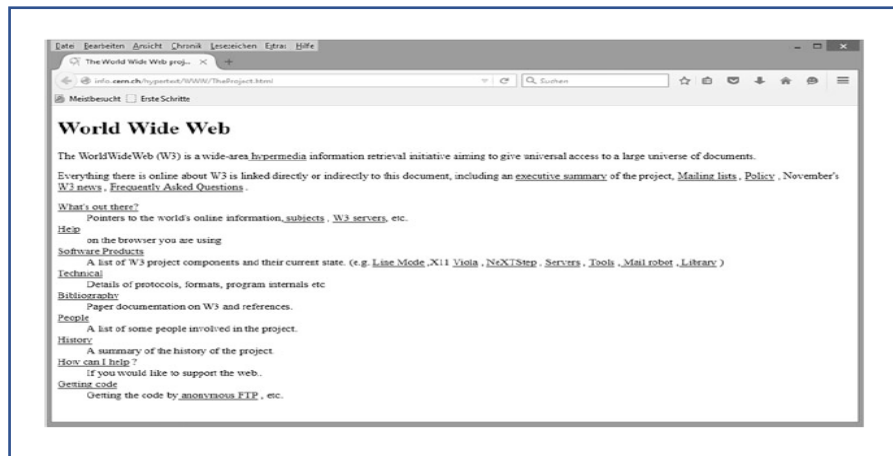 Datei Bearbeiten Ansicht Chronik Lesezeichen Extras Hilfe
The World Wide Web proj...
info.cern.ch/hypertext/WWW/TheProject.html
Suchen
Meistbesucht Erste Schritte
World Wide Web
The WorldWideWeb (W3) is a wide-area hypermedia information retrieval initiative aiming to give universal access to a large universe of documents.
Everything there is online about W3 is linked directly or indirectly to this document, including an executive summary of the project, Mailing lists , Policy , November's
W3 news , Frequently Asked Questions .
What's out there?
Pointers to the world's online information, subjects , W3 servers, etc.
Help
on the browser you are using
Software Products
A list of W3 project components and their current state. (e.g. Line Mode ,X11 Viola , NeXTStep , Servers , Tools , Mail robot , Library )
Technical
Details of protocols, formats, program internals etc
Bibliography
Paper documentation on W3 and references.
People
A list of some people involved in the project.
History
A summary of the history of the project.
How can I help ?
If you would like to support the web..
Getting code
Getting the code by anonymous FTP , etc.